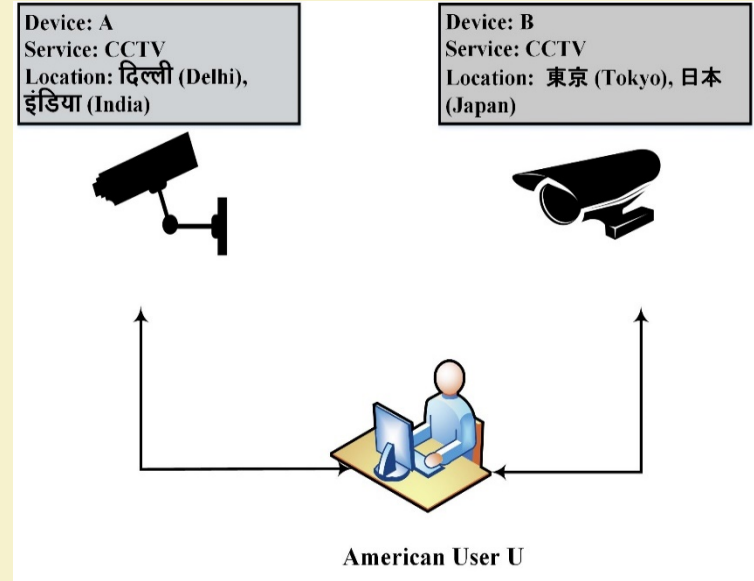 Device: A
Service: CCTV
Location: दिल्ली (Delhi),
इंडिया (India)
Device: B
Service: CCTV
Location: 東京 (Tokyo), 日本
(Japan)
American User U